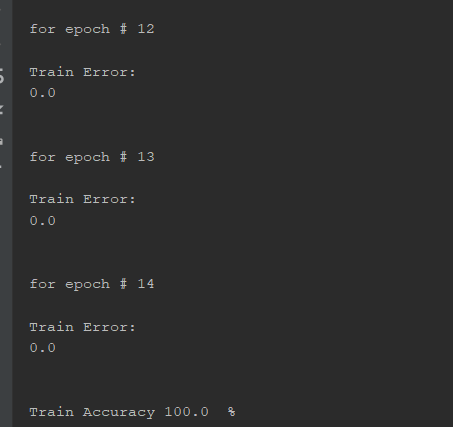 for epoch # 12
Train Error:
0.0
for epoch # 13
Train Error:
0.0
for epoch # 14
Train Error:
0.0
Train Accuracy 100.0  %